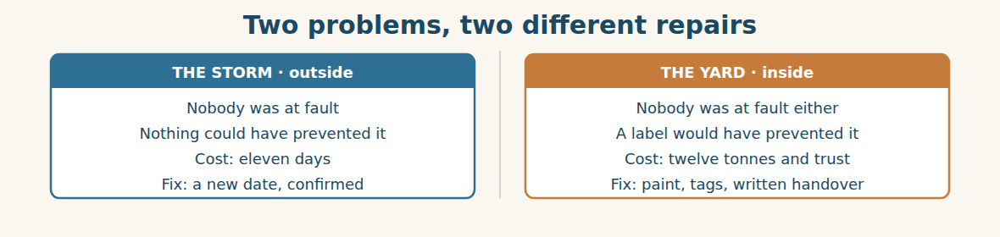 Two problems, two different repairs
THE STORM · outside
Nobody was at fault
Nothing could have prevented it
Cost: eleven days
Fix: a new date, confirmed
THE YARD · inside
Nobody was at fault either
A label would have prevented it
Cost: twelve tonnes and trust
Fix: paint, tags, written handover